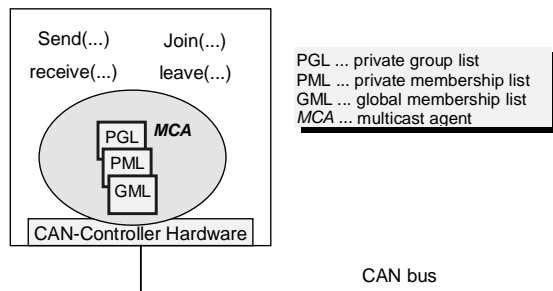 Send(...) Join(...)
receive(...) leave(...)
PGL MCA
PML
GML
CAN-Controller Hardware
PGL ... private group list
PML ... private membership list
GML ... global membership list
MCA ... multicast agent
CAN bus